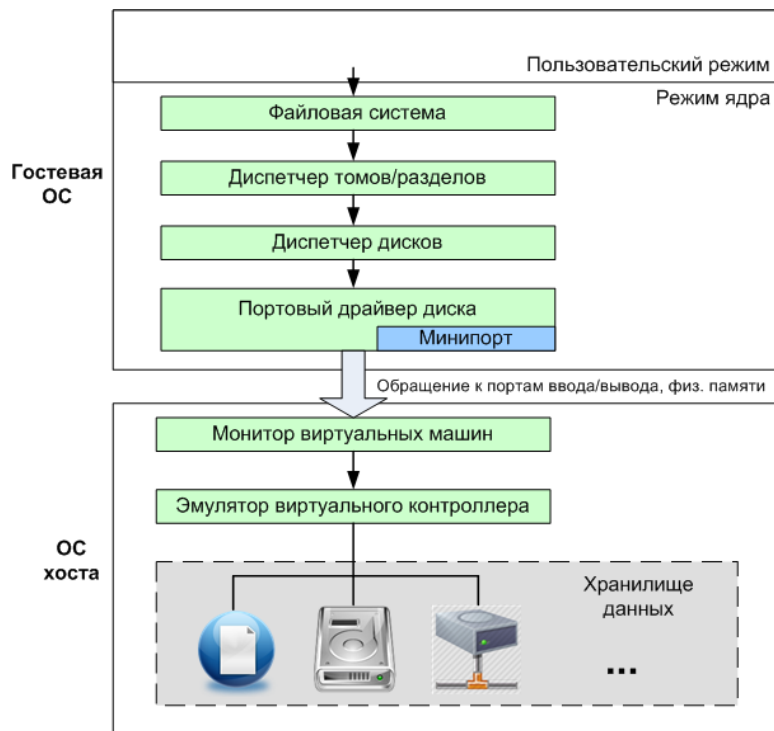 Пользовательский режим
Режим ядра
Файловая система
Гостевая
ОС
Диспетчер томов/разделов
Диспетчер дисков
Портовый драйвер диска
Минипорт
Обращение к портам ввода/вывода, физ. памяти
Монитор виртуальных машин
Эмулятор виртуального контроллера
ОС
хоста
Хранилище
данных
...